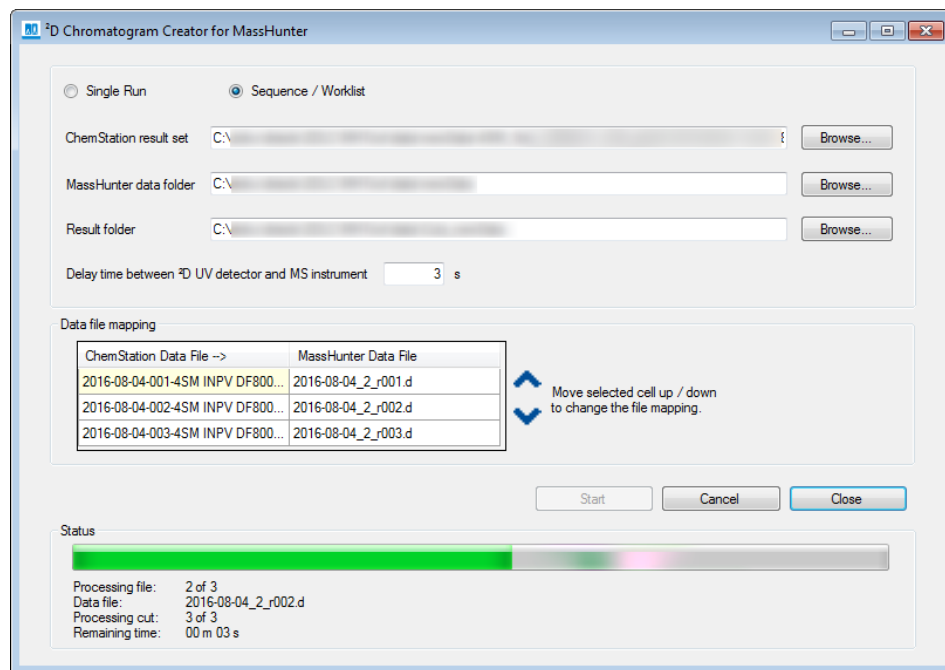 ²D Chromatogram Creator for MassHunter
Single Run Sequence / Worklist
ChemStation result set C:\ Browse...
MassHunter data folder C:\ Browse...
Result folder C:\ Browse...
Delay time between ²D UV detector and MS instrument 3 s
Data file mapping
ChemStation Data File --> MassHunter Data File
2016-08-04-001-4SM INPV DF800... 2016-08-04_2_r001.d
2016-08-04-002-4SM INPV DF800... 2016-08-04_2_r002.d
2016-08-04-003-4SM INPV DF800... 2016-08-04_2_r003.d
Move selected cell up / down
to change the file mapping.
Start Cancel Close
Status
Processing file: 2 of 3
Data file: 2016-08-04_2_r002.d
Processing cut: 3 of 3
Remaining time: 00 m 03 s